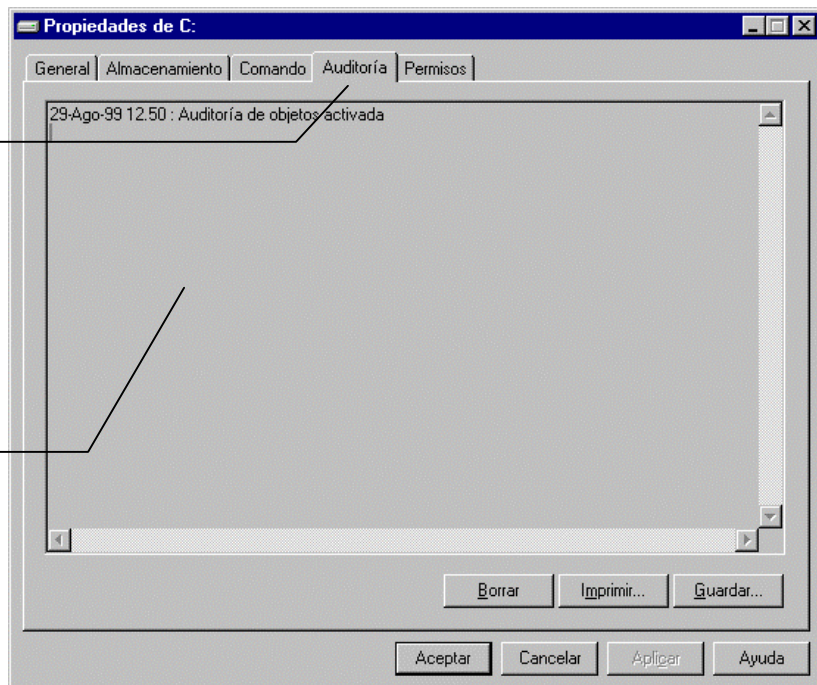 Propiedades de C:
General Almacenamiento Comando Auditoría Permisos
29-Ago-99 12.50 : Auditoría de objetos activada
Borrar Imprimir... Guardar...
Aceptar Cancelar Aplicar Ayuda